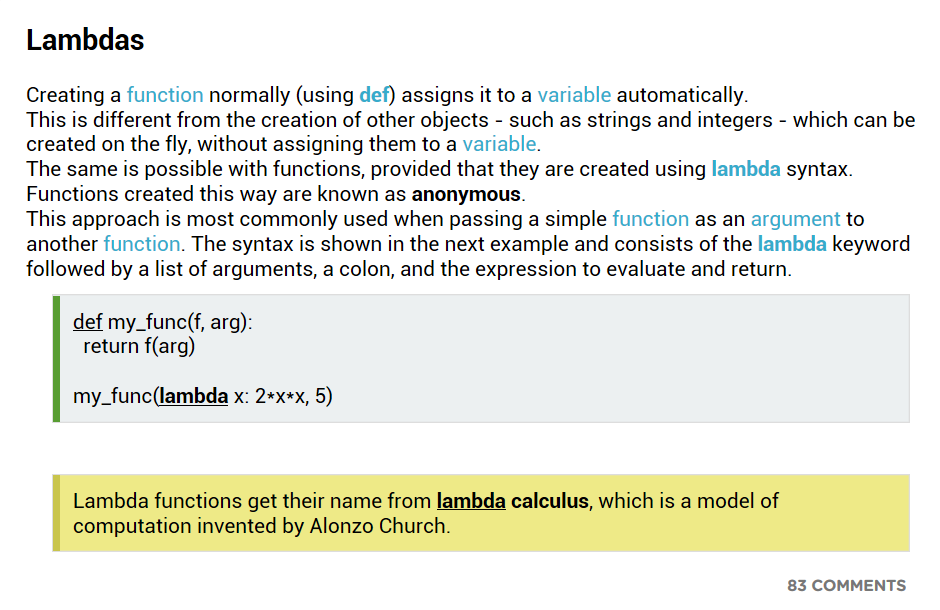 Lambdas
Creating a function normally (using def) assigns it to a variable automatically.
This is different from the creation of other objects - such as strings and integers - which can be
created on the fly, without assigning them to a variable.
The same is possible with functions, provided that they are created using lambda syntax.
Functions created this way are known as anonymous.
This approach is most commonly used when passing a simple function as an argument to
another function. The syntax is shown in the next example and consists of the lambda keyword
followed by a list of arguments, a colon, and the expression to evaluate and return.
def my_func(f, arg):
  return f(arg)
my_func(lambda x: 2*x*x, 5)
Lambda functions get their name from lambda calculus, which is a model of
computation invented by Alonzo Church.
83 COMMENTS